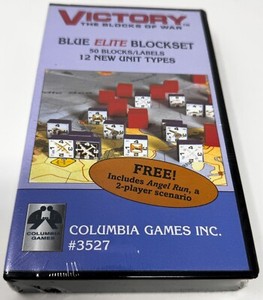 VICTORY™
THE BLOCKS OF WAR
BLUE ELITE BLOCKSET
50 BLOCKS/LABELS
12 NEW UNIT TYPES
FREE!
Includes Angel Run, a
2-player scenario
COLUMBIA
GAMES
COLUMBIA GAMES INC.
#3527